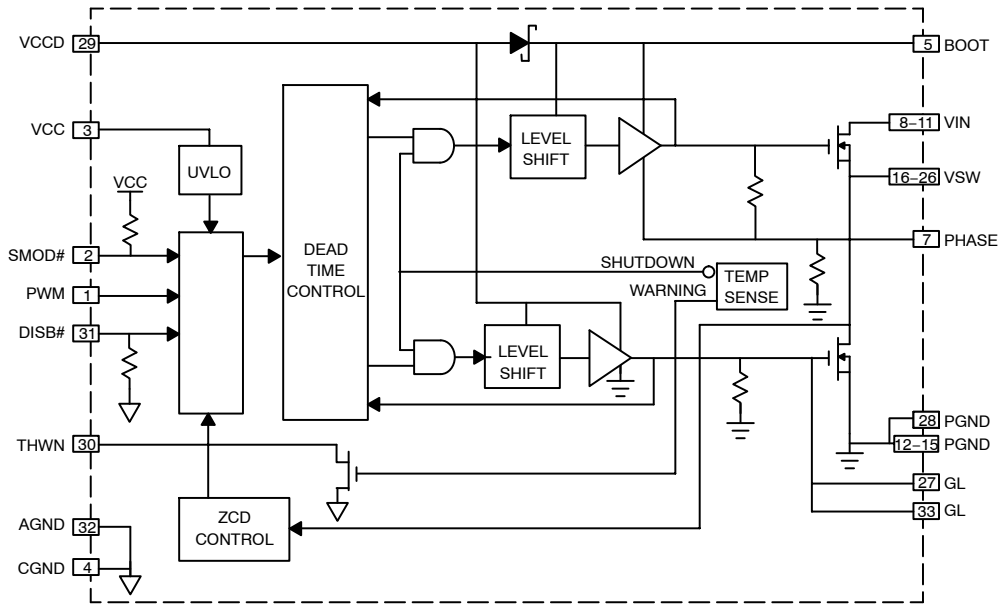 VCCD 29
5 BOOT
VCC 3
8–11 VIN
UVLO
LEVEL
SHIFT
VCC
16–26 VSW
SMOD# 2
DEAD
TIME
CONTROL
7 PHASE
SHUTDOWN
TEMP
SENSE
WARNING
PWM 1
DISB# 31
LEVEL
SHIFT
28 PGND
THWN 30
12–15 PGND
27 GL
ZCD
CONTROL
33 GL
AGND 32
CGND 4